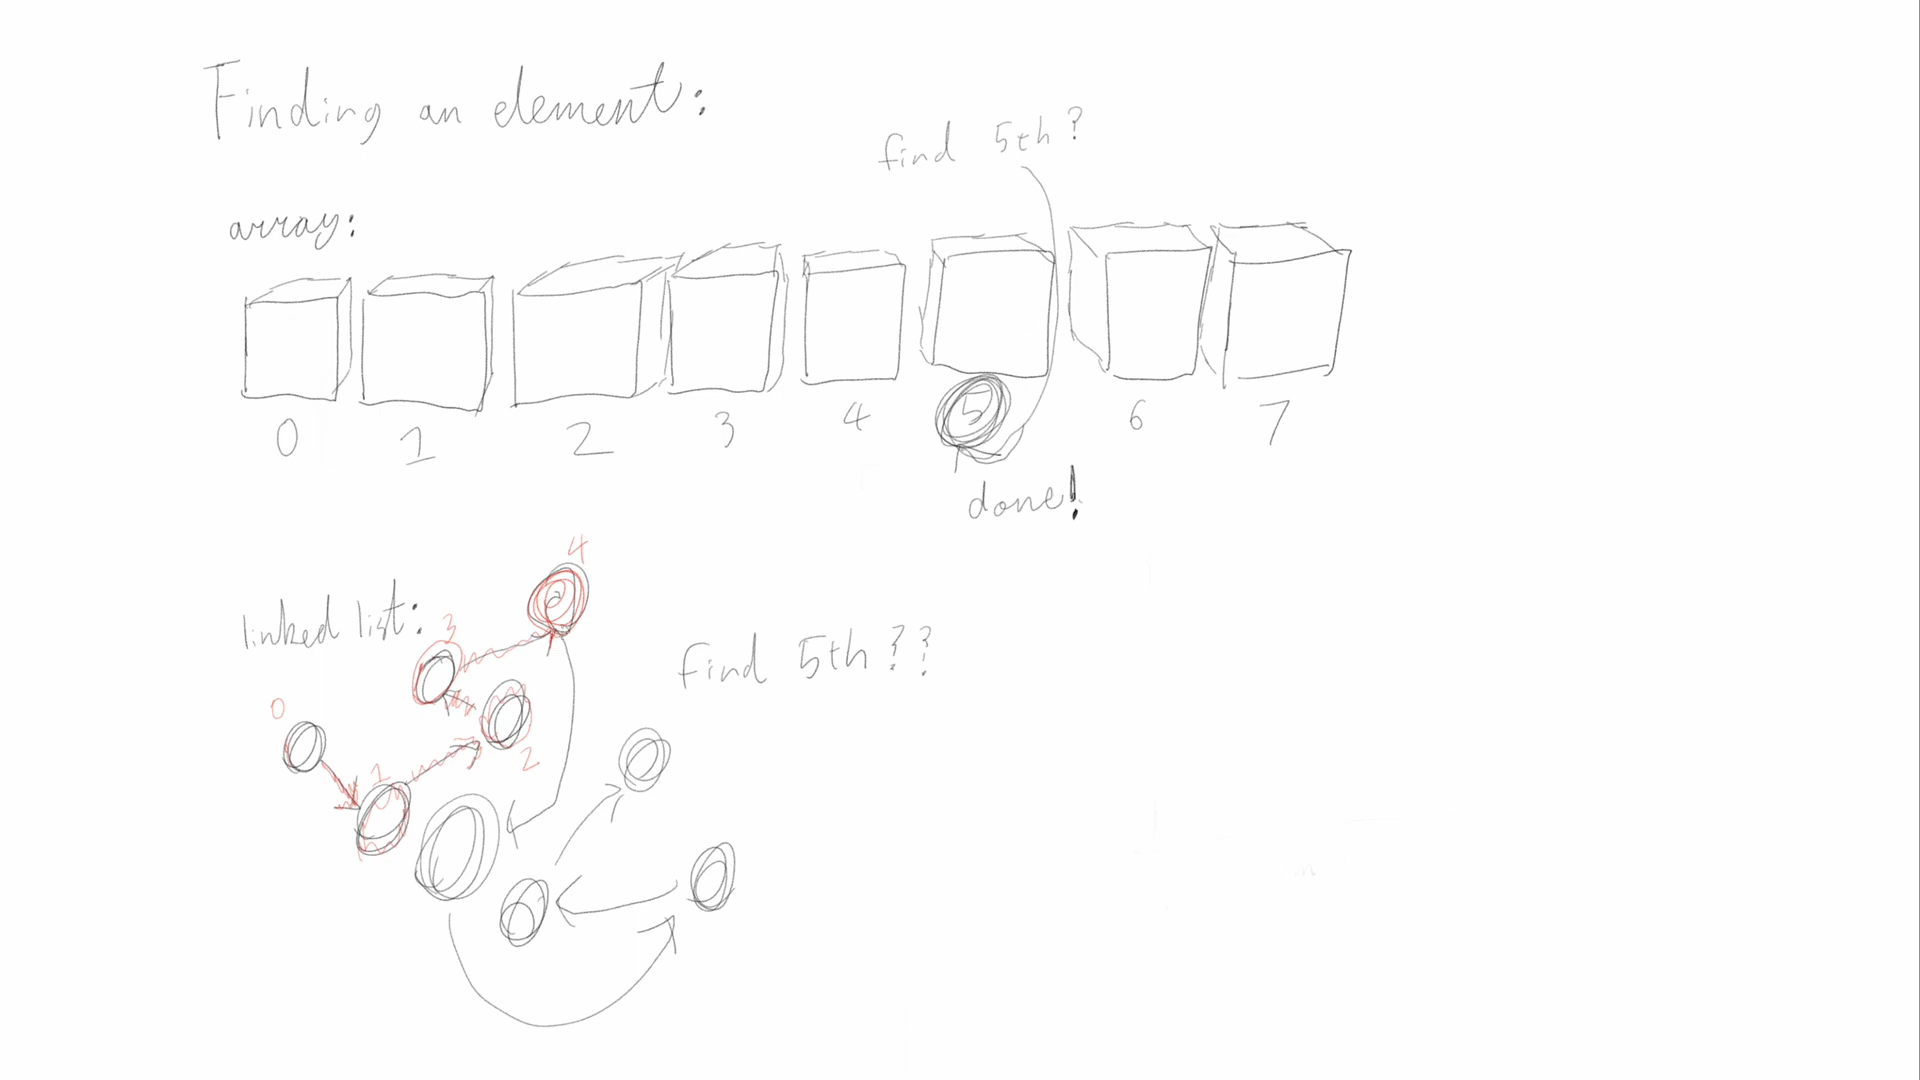 Finding an element:
find 5th?
array:
0 1 2 3 4 5 6 7
done!
4
linked list:
3
find 5th??
0
2
1